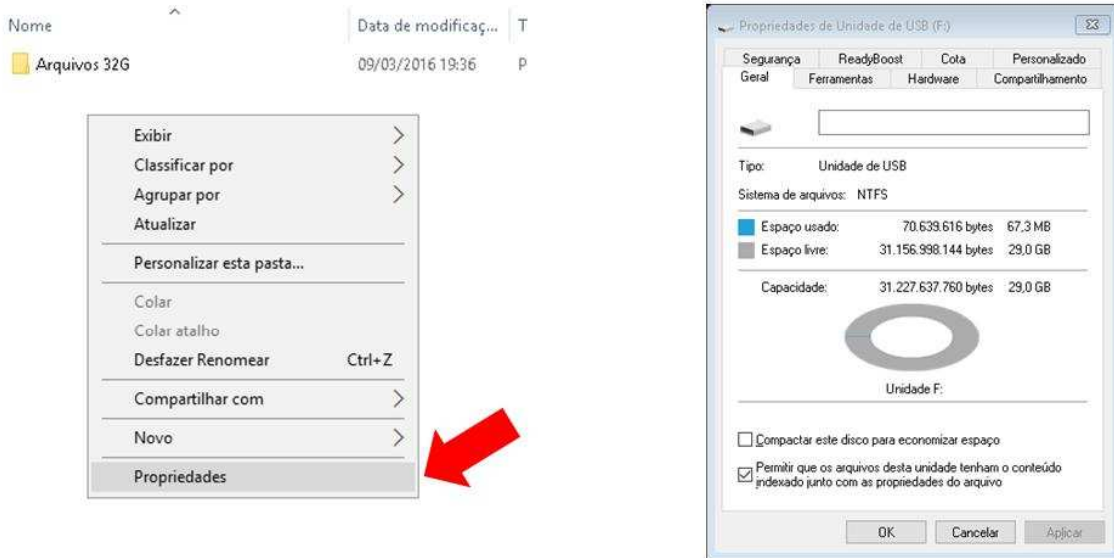 Nome Data de modificaç... T
Arquivos 32G 09/03/2016 19:36 P
Exibir
Classificar por
Agrupar por
Atualizar
Personalizar esta pasta...
Colar
Colar atalho
Desfazer Renomear Ctrl+Z
Compartilhar com
Novo
Propriedades
Propriedades de Unidade de USB (F:)
Segurança ReadyBoost Cota Personalizado
Geral Ferramentas Hardware Compartilhamento
Tipo: Unidade de USB
Sistema de arquivos: NTFS
Espaço usado: 70.639.616 bytes 67,3 MB
Espaço livre: 31.156.998.144 bytes 29,0 GB
Capacidade: 31.227.637.760 bytes 29,0 GB
Unidade F:
Compactar este disco para economizar espaço
Permitir que os arquivos desta unidade tenham o conteúdo
indexado junto com as propriedades do arquivo
OK Cancelar Aplicar